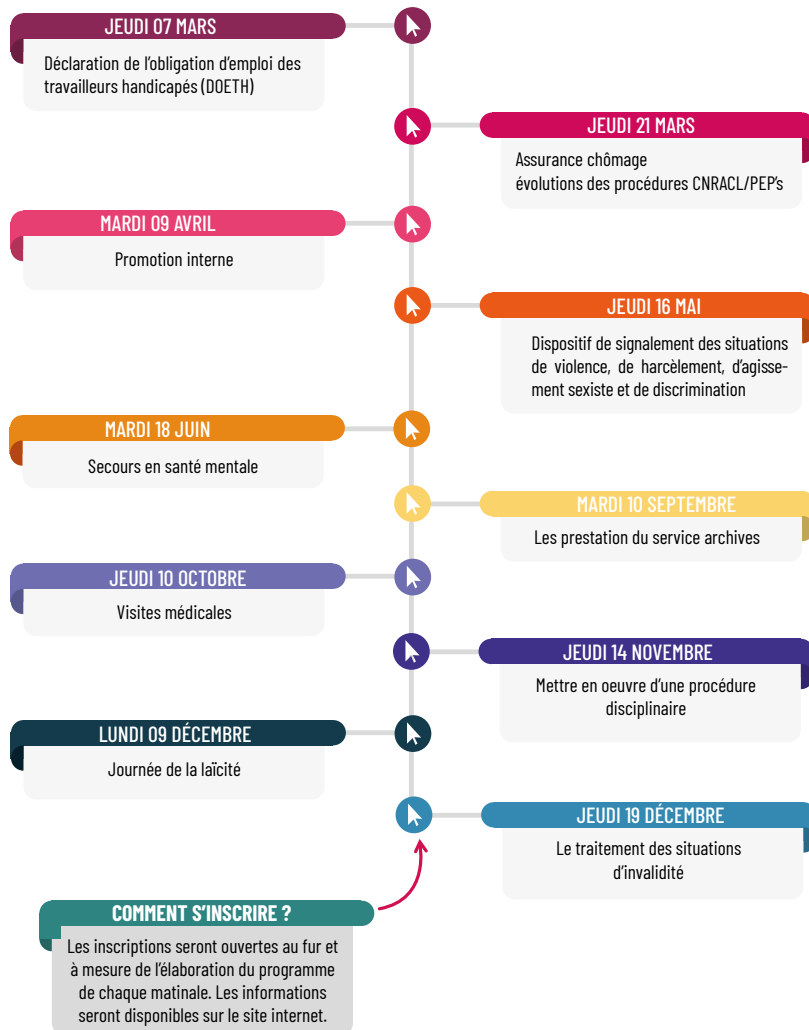 JEUDI 07 MARS
Déclaration de l'obligation d'emploi des
travailleurs handicapés (DOETH)
JEUDI 21 MARS
Assurance chômage
évolutions des procédures CNRACL/PEP's
MARDI 09 AVRIL
Promotion interne
JEUDI 16 MAI
Dispositif de signalement des situations
de violence, de harcèlement, d'agisse-
ment sexiste et de discrimination
MARDI 18 JUIN
Secours en santé mentale
MARDI 10 SEPTEMBRE
Les prestation du service archives
JEUDI 10 OCTOBRE
Visites médicales
JEUDI 14 NOVEMBRE
Mettre en oeuvre d'une procédure
disciplinaire
LUNDI 09 DÉCEMBRE
Journée de la laïcité
JEUDI 19 DÉCEMBRE
Le traitement des situations
d'invalidité
COMMENT S'INSCRIRE ?
Les inscriptions seront ouvertes au fur et
à mesure de l'élaboration du programme
de chaque matinale. Les informations
seront disponibles sur le site internet.